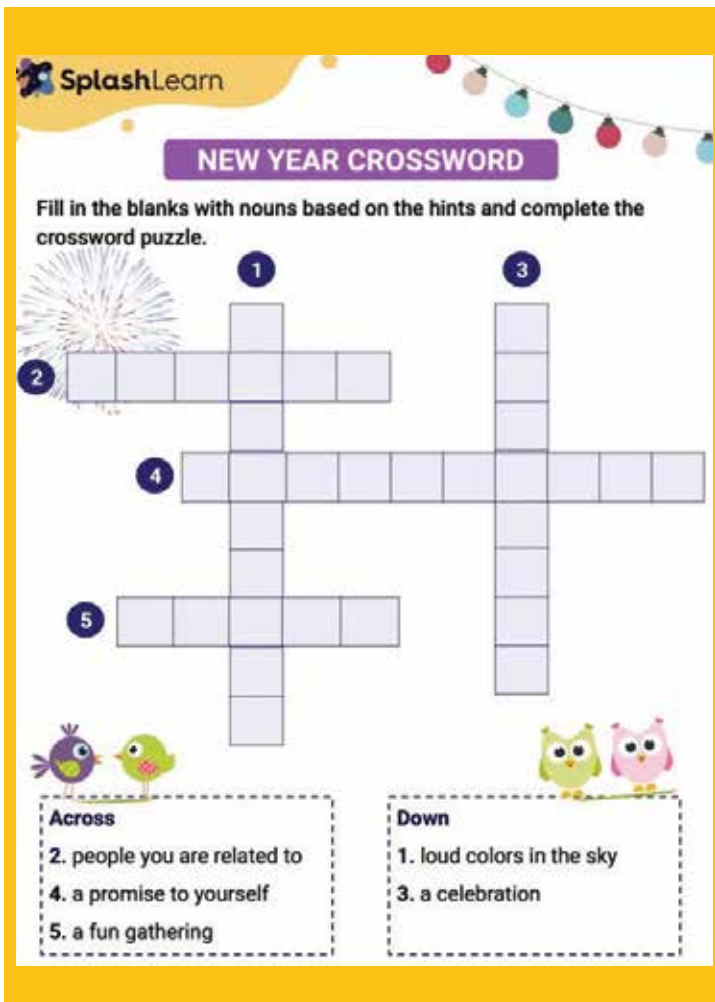 SplashLearn
NEW YEAR CROSSWORD
Fill in the blanks with nouns based on the hints and complete the
crossword puzzle.
1
3
2
4
5
Across
2. people you are related to
4. a promise to yourself
5. a fun gathering
Down
1. loud colors in the sky
3. a celebration